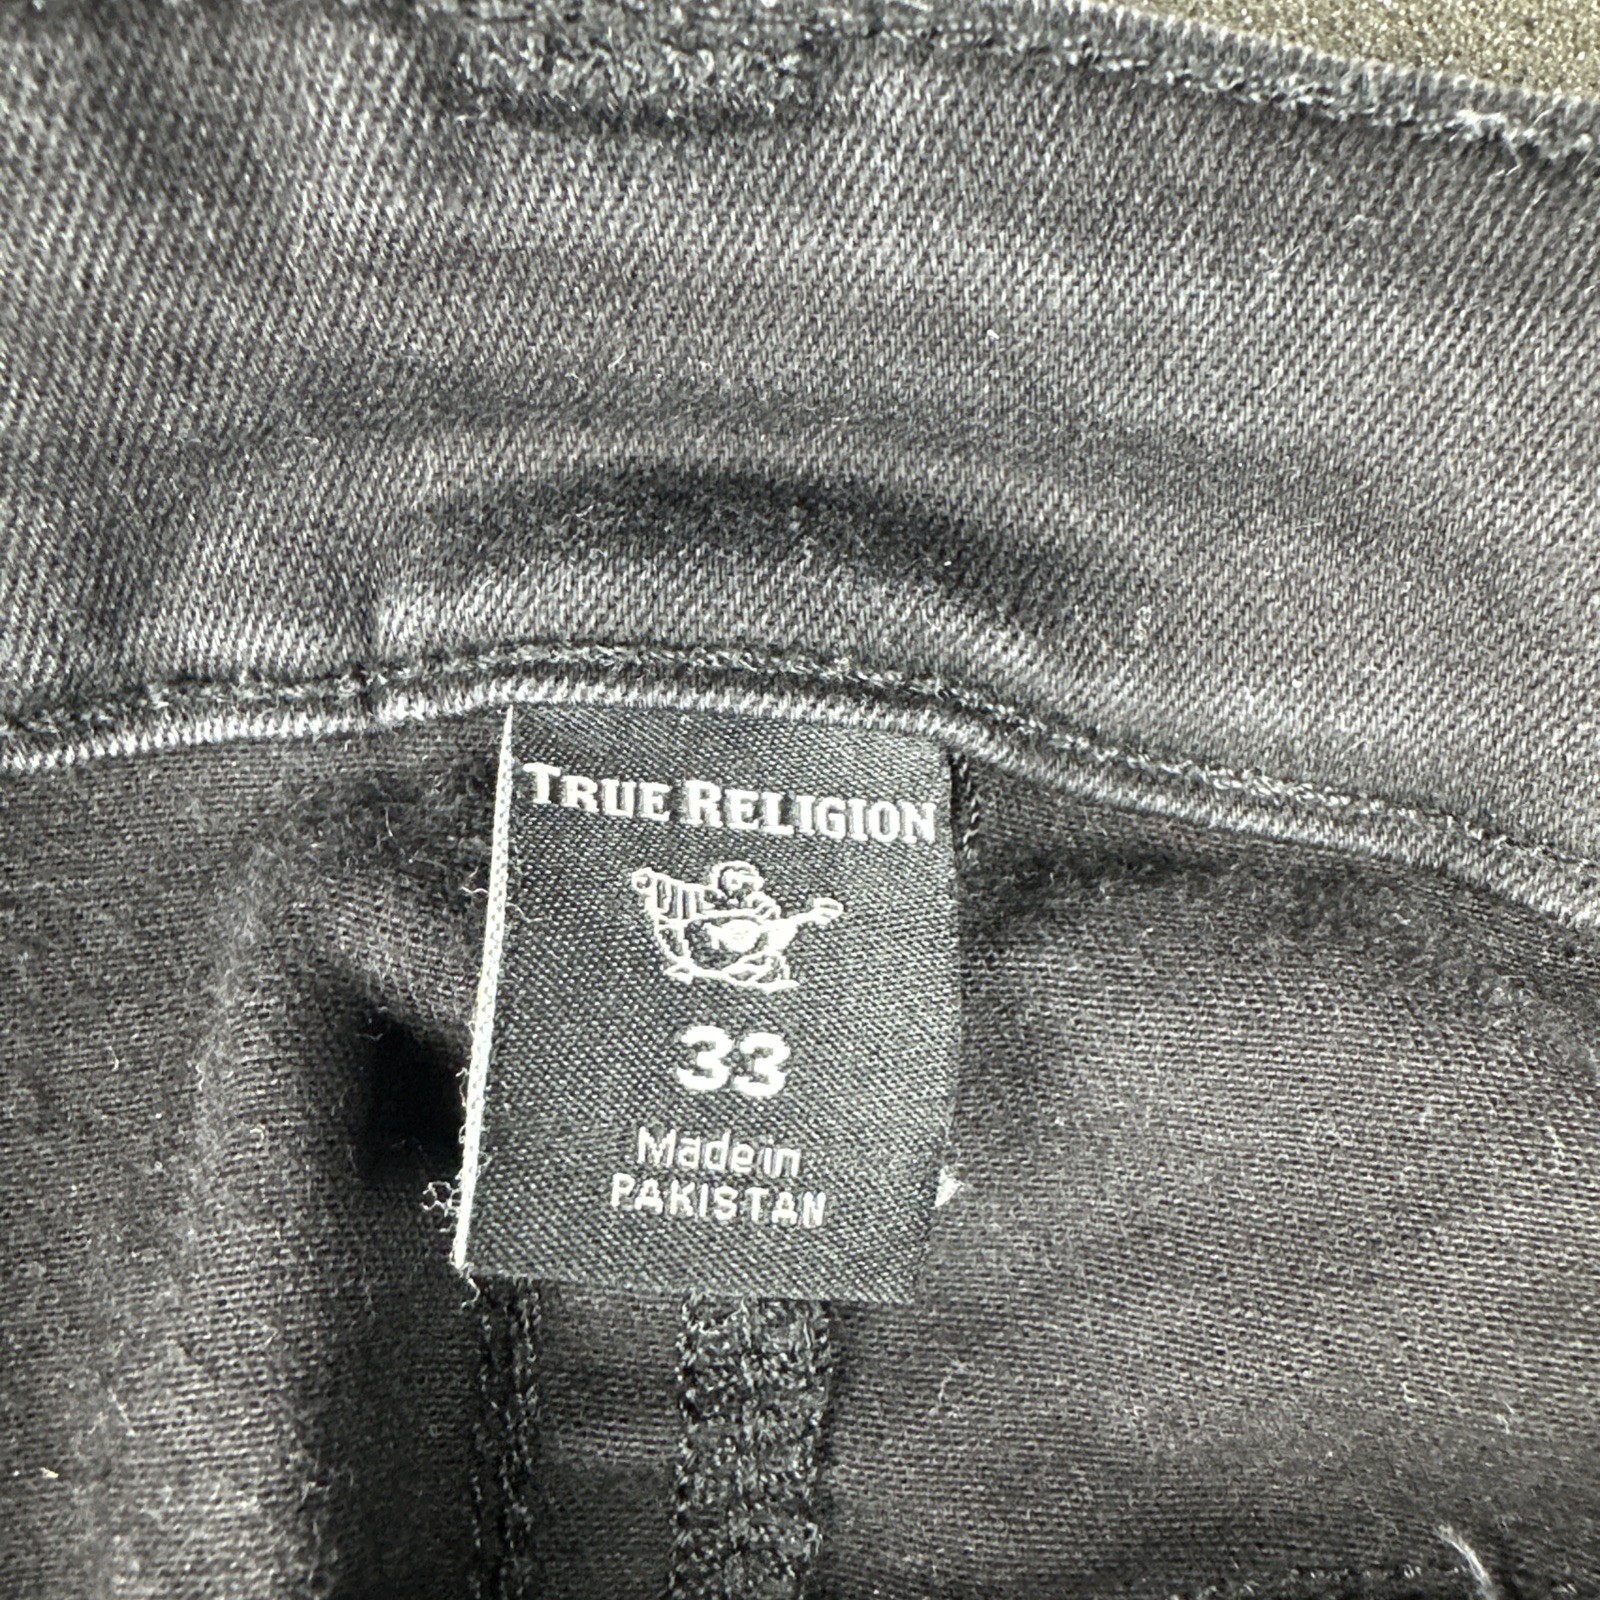 TRUE RELIGION
33
Made in
PAKISTAN